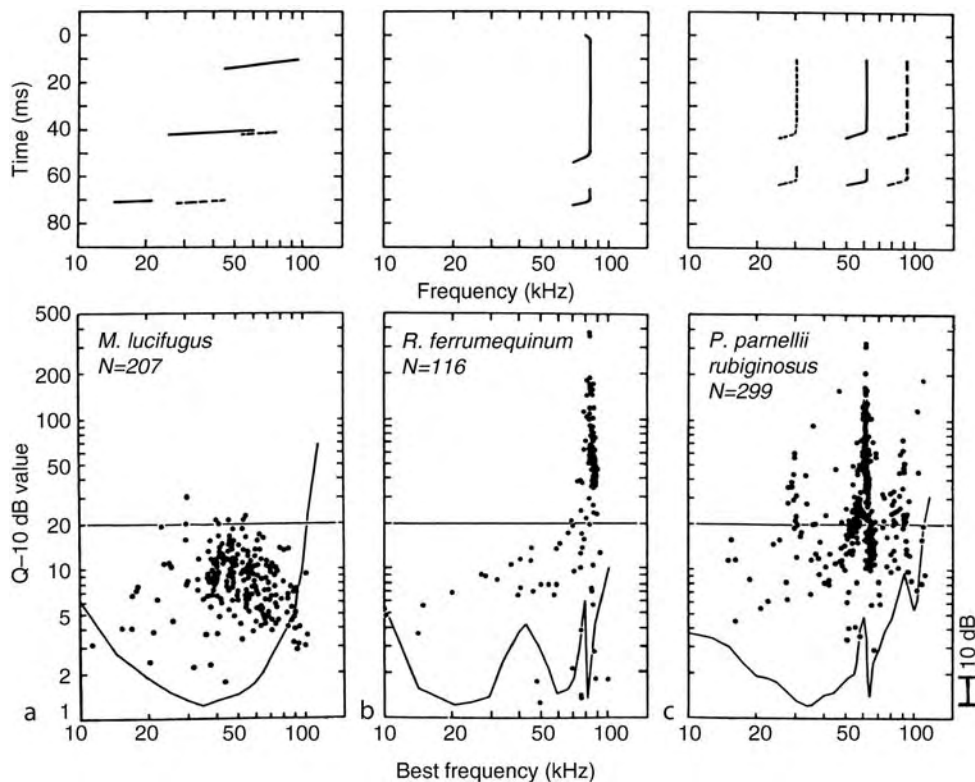 0
20
40
60
80
Time (ms)
10 20 50 100
10 20 50 100
10 20 50 100
Frequency (kHz)
500
200
100
50
20
10
5
2
1
Q–10 dB value
M. lucifugus
N=207
R. ferrumequinum
N=116
P. parnellii
rubiginosus
N=299
a
b
c
10 dB
10 20 50 100
10 20 50 100
10 20 50 100
Best frequency (kHz)